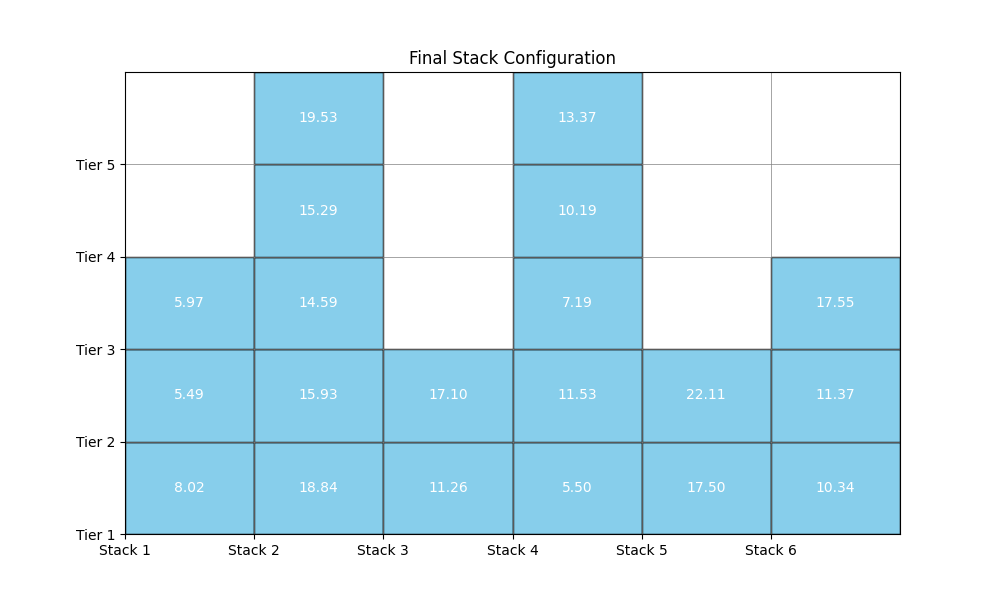 Final Stack Configuration
19.53 13.37
Tier 5
15.29 10.19
Tier 4
5.97 14.59 7.19 17.55
Tier 3
5.49 15.93 17.10 11.53 22.11 11.37
Tier 2
8.02 18.84 11.26 5.50 17.50 10.34
Tier 1
Stack 1 Stack 2 Stack 3 Stack 4 Stack 5 Stack 6